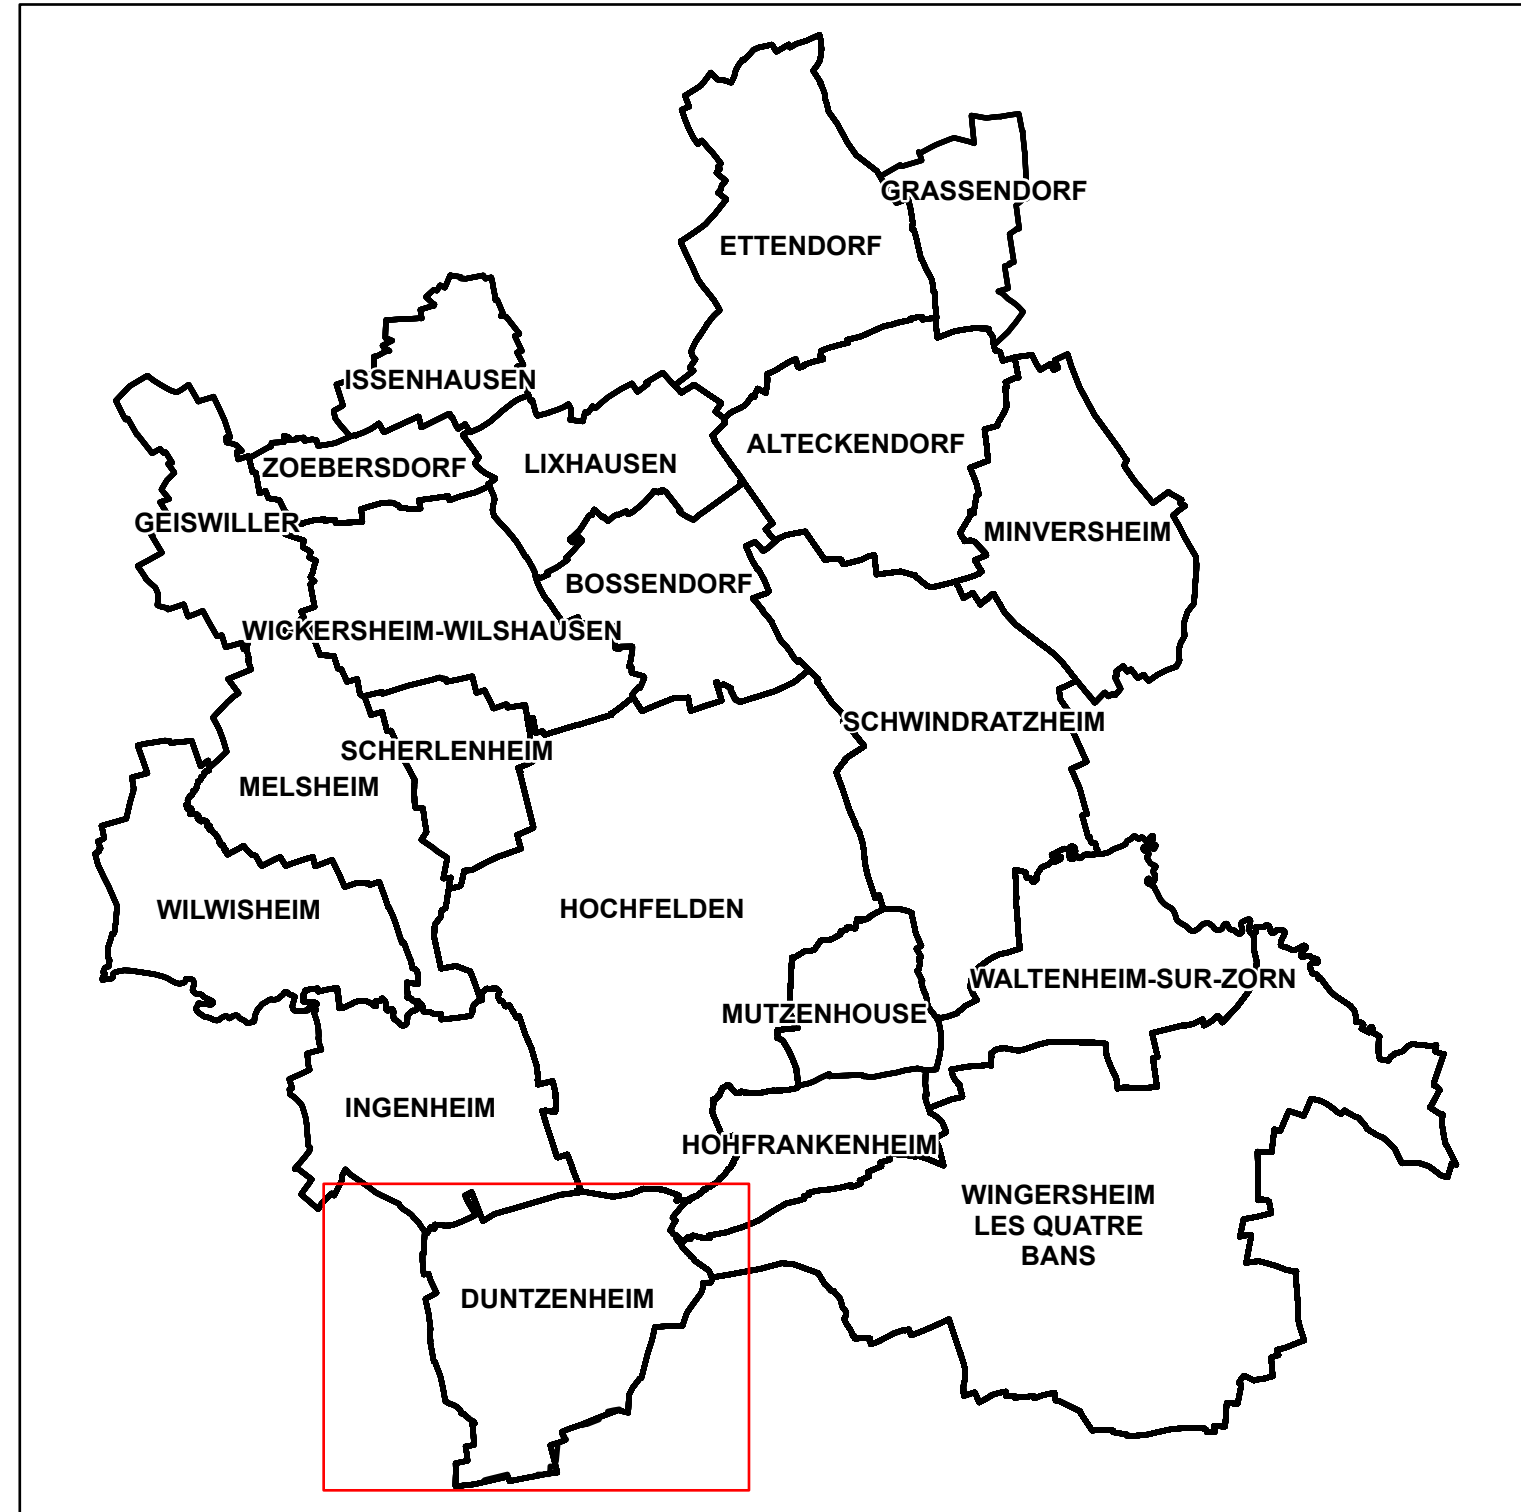 GRASSENDORF
ETTENDORF
ISSENHAUSEN
ALTECKENDORF
LIXHAUSEN
ZOEBERSDORF
GEISWILLER
MINVERSHEIM
BOSSENDORF
WICKERSHEIM-WILSHAUSEN
SCHWINDRATZHEIM
SCHERLENHEIM
MELSHEIM
WILWISHEIM
HOCHFELDEN
WALTENHEIM-SUR-ZORN
MUTZENHOUSE
INGENHEIM
HOHFRANKENHEIM
WINGERSHEIM
LES QUATRE
BANS
DUNTZENHEIM